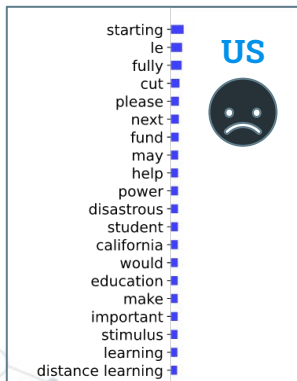 starting
US
le
fully
cut
please
next
fund
may
help
power
disastrous
student
california
would
education
make
important
stimulus
learning
distance learning